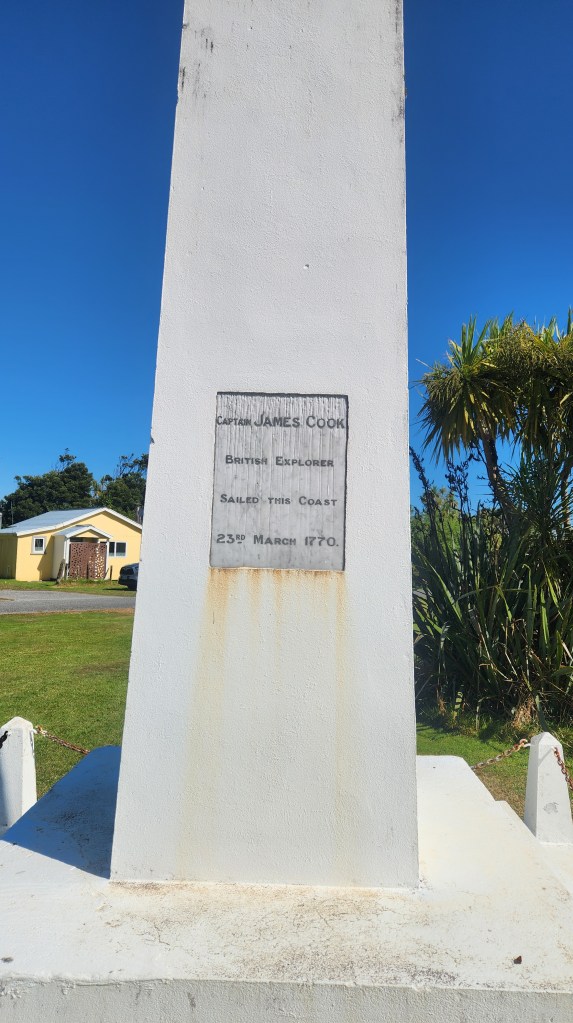 Captain James Cook
British Explorer
Sailed this Coast
23rd March 1770.